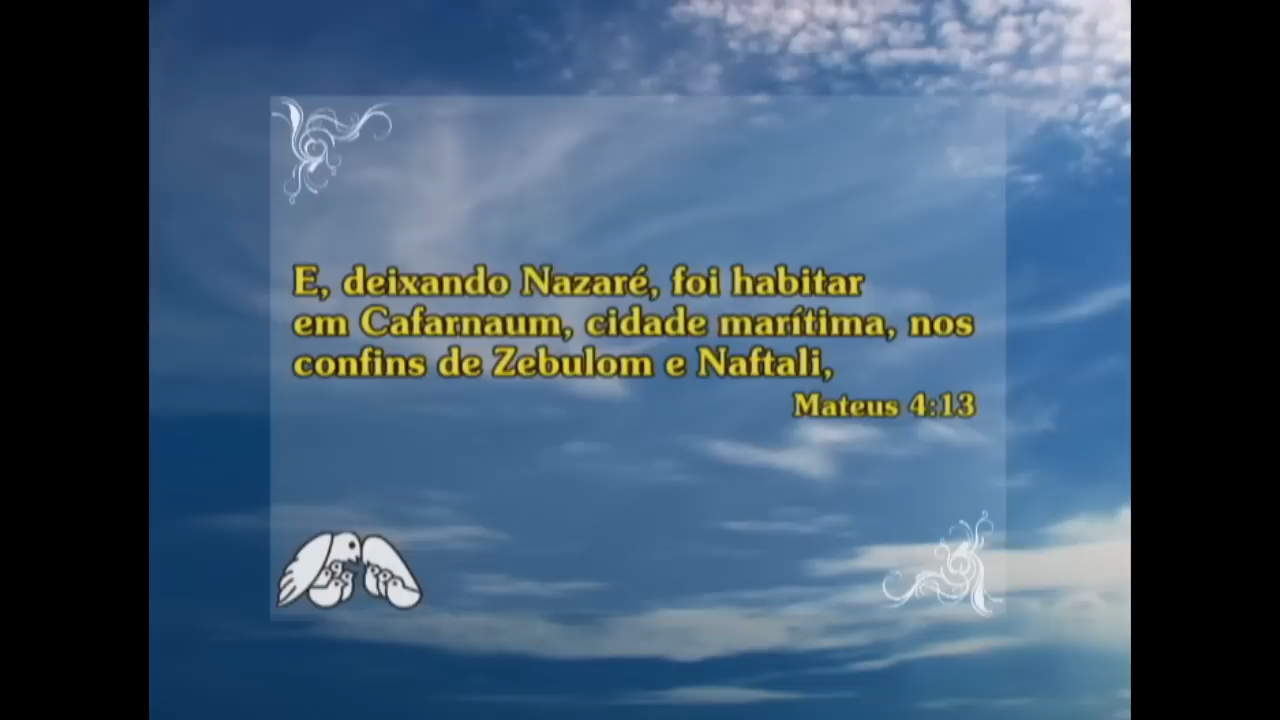 E, deixando Nazaré, foi habitar
em Cafarnaum, cidade marítima, nos
confins de Zebulom e Naftali,
Mateus 4:13